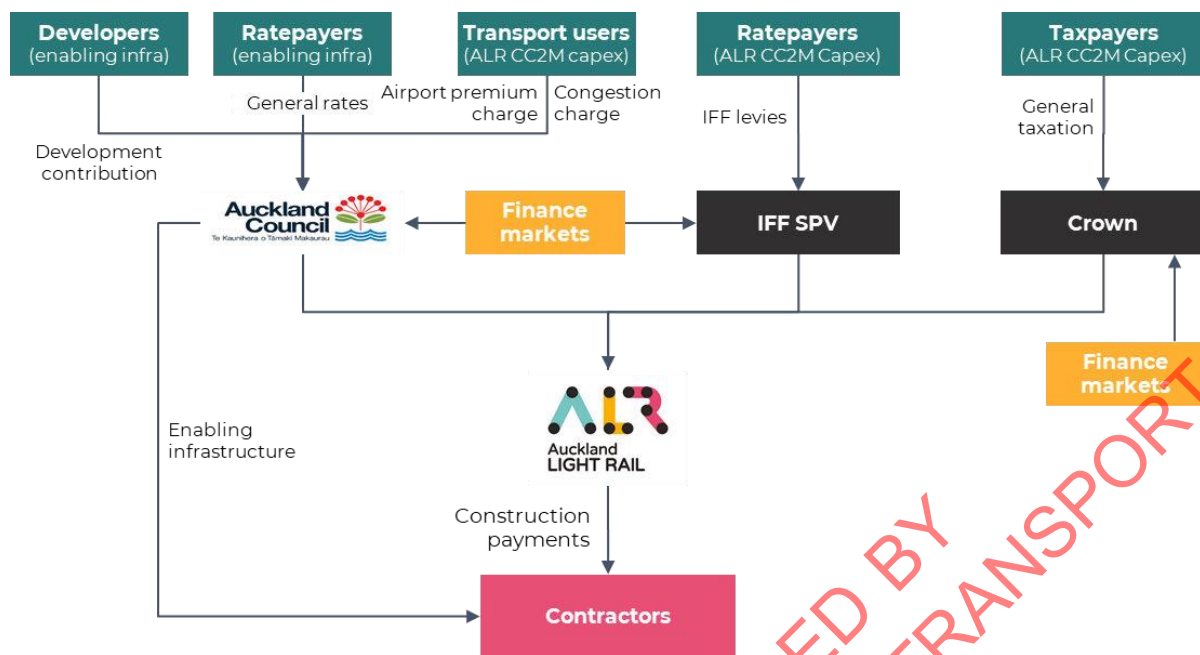 Developers
(enabling infra)
Ratepayers
(enabling infra)
Transport users
(ALR CC2M capex)
Ratepayers
(ALR CC2M Capex)
Taxpayers
(ALR CC2M Capex)
General rates
Airport premium
charge
Congestion
charge
IFF levies
General
taxation
Development
contribution
Auckland
Council
Te Kaunihera o Tāmaki Makaurau
Finance
markets
IFF SPV
Crown
Finance
markets
ALR
Auckland
LIGHT RAIL
Enabling
infrastructure
Construction
payments
Contractors
ED BY
TRANSPORT